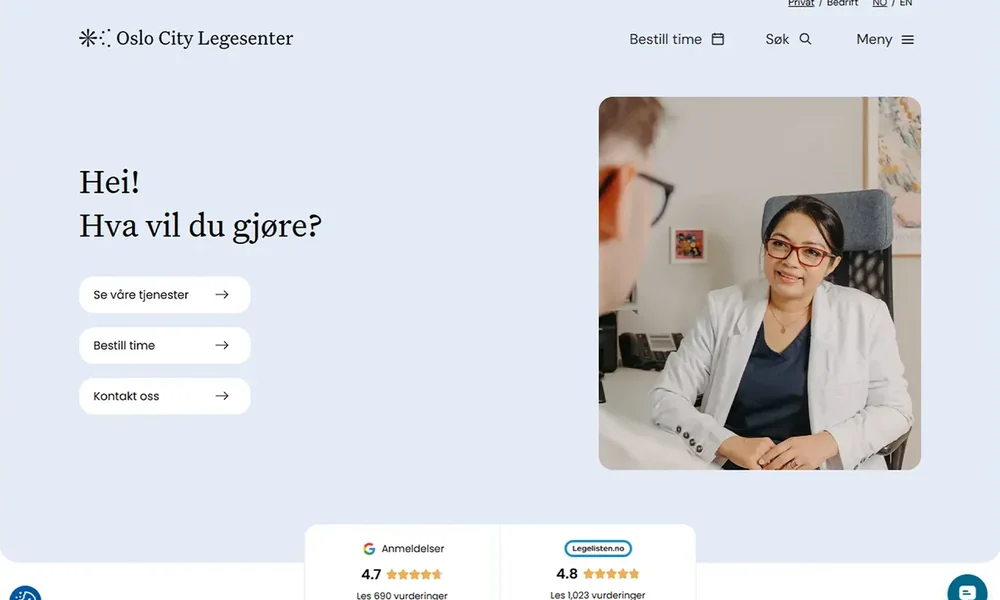 Privat / Bedrift NO / EN
Oslo City Legesenter
Bestill time
Søk
Meny
Hei!
Hva vil du gjøre?
Se våre tjenester
Bestill time
Kontakt oss
Anmeldelser
4.7
Les 690 vurderinger
Legelisten.no
4.8
Les 1,023 vurderinger